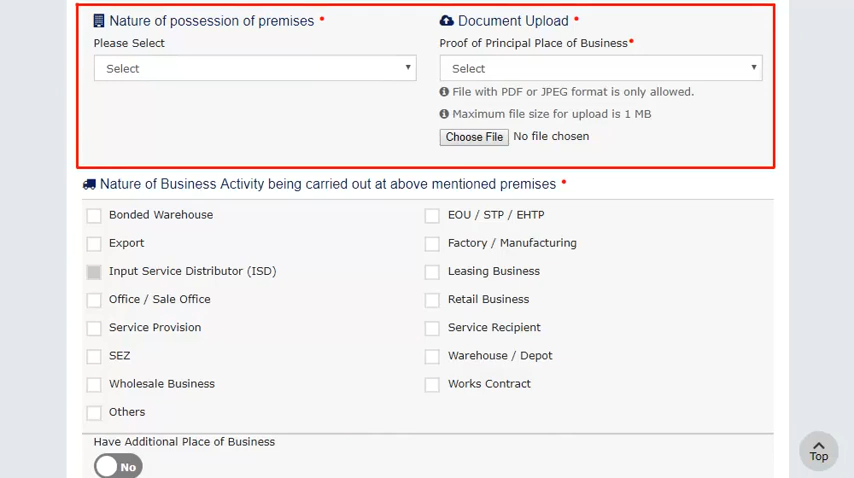 Nature of possession of premises *
Please Select
Select
Document Upload *
Proof of Principal Place of Business*
Select
File with PDF or JPEG format is only allowed.
Maximum file size for upload is 1 MB
Choose File No file chosen
Nature of Business Activity being carried out at above mentioned premises *
Bonded Warehouse
EOU / STP / EHTP
Export
Factory / Manufacturing
Input Service Distributor (ISD)
Leasing Business
Office / Sale Office
Retail Business
Service Provision
Service Recipient
SEZ
Warehouse / Depot
Wholesale Business
Works Contract
Others
Have Additional Place of Business
No
Top